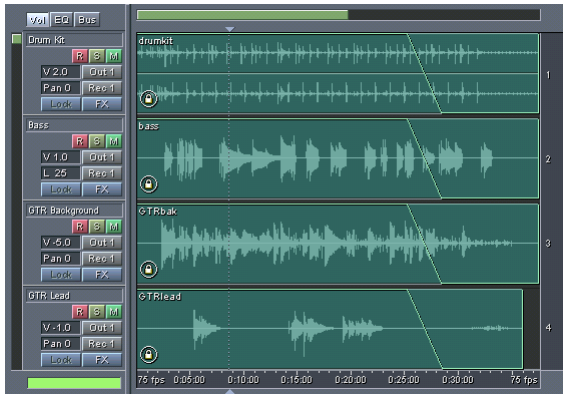 Vol EQ Bus
Drum Kit
R S M
V 2.0 Out 1
Pan 0 Rec 1
Lock FX
drumkit
1
Bass
R S M
V 1.0 Out 1
L 25 Rec 1
Lock FX
bass
2
GTR Background
R S M
V -5.0 Out 1
Pan 0 Rec 1
Lock FX
GTRbak
3
GTR Lead
R S M
V -1.0 Out 1
Pan 0 Rec 1
Lock FX
GTRlead
4
75 fps 0:05:00 0:10:00 0:15:00 0:20:00 0:25:00 0:30:00 75 fps